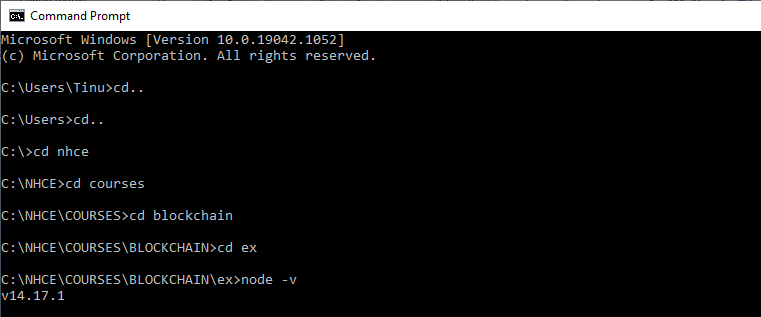 Command Prompt
Microsoft Windows [Version 10.0.19042.1052]
(c) Microsoft Corporation. All rights reserved.
C:\Users\Tinu>cd..
C:\Users>cd..
C:\>cd nhce
C:\NHCE>cd courses
C:\NHCE\COURSES>cd blockchain
C:\NHCE\COURSES\BLOCKCHAIN>cd ex
C:\NHCE\COURSES\BLOCKCHAIN\ex>node -v
v14.17.1